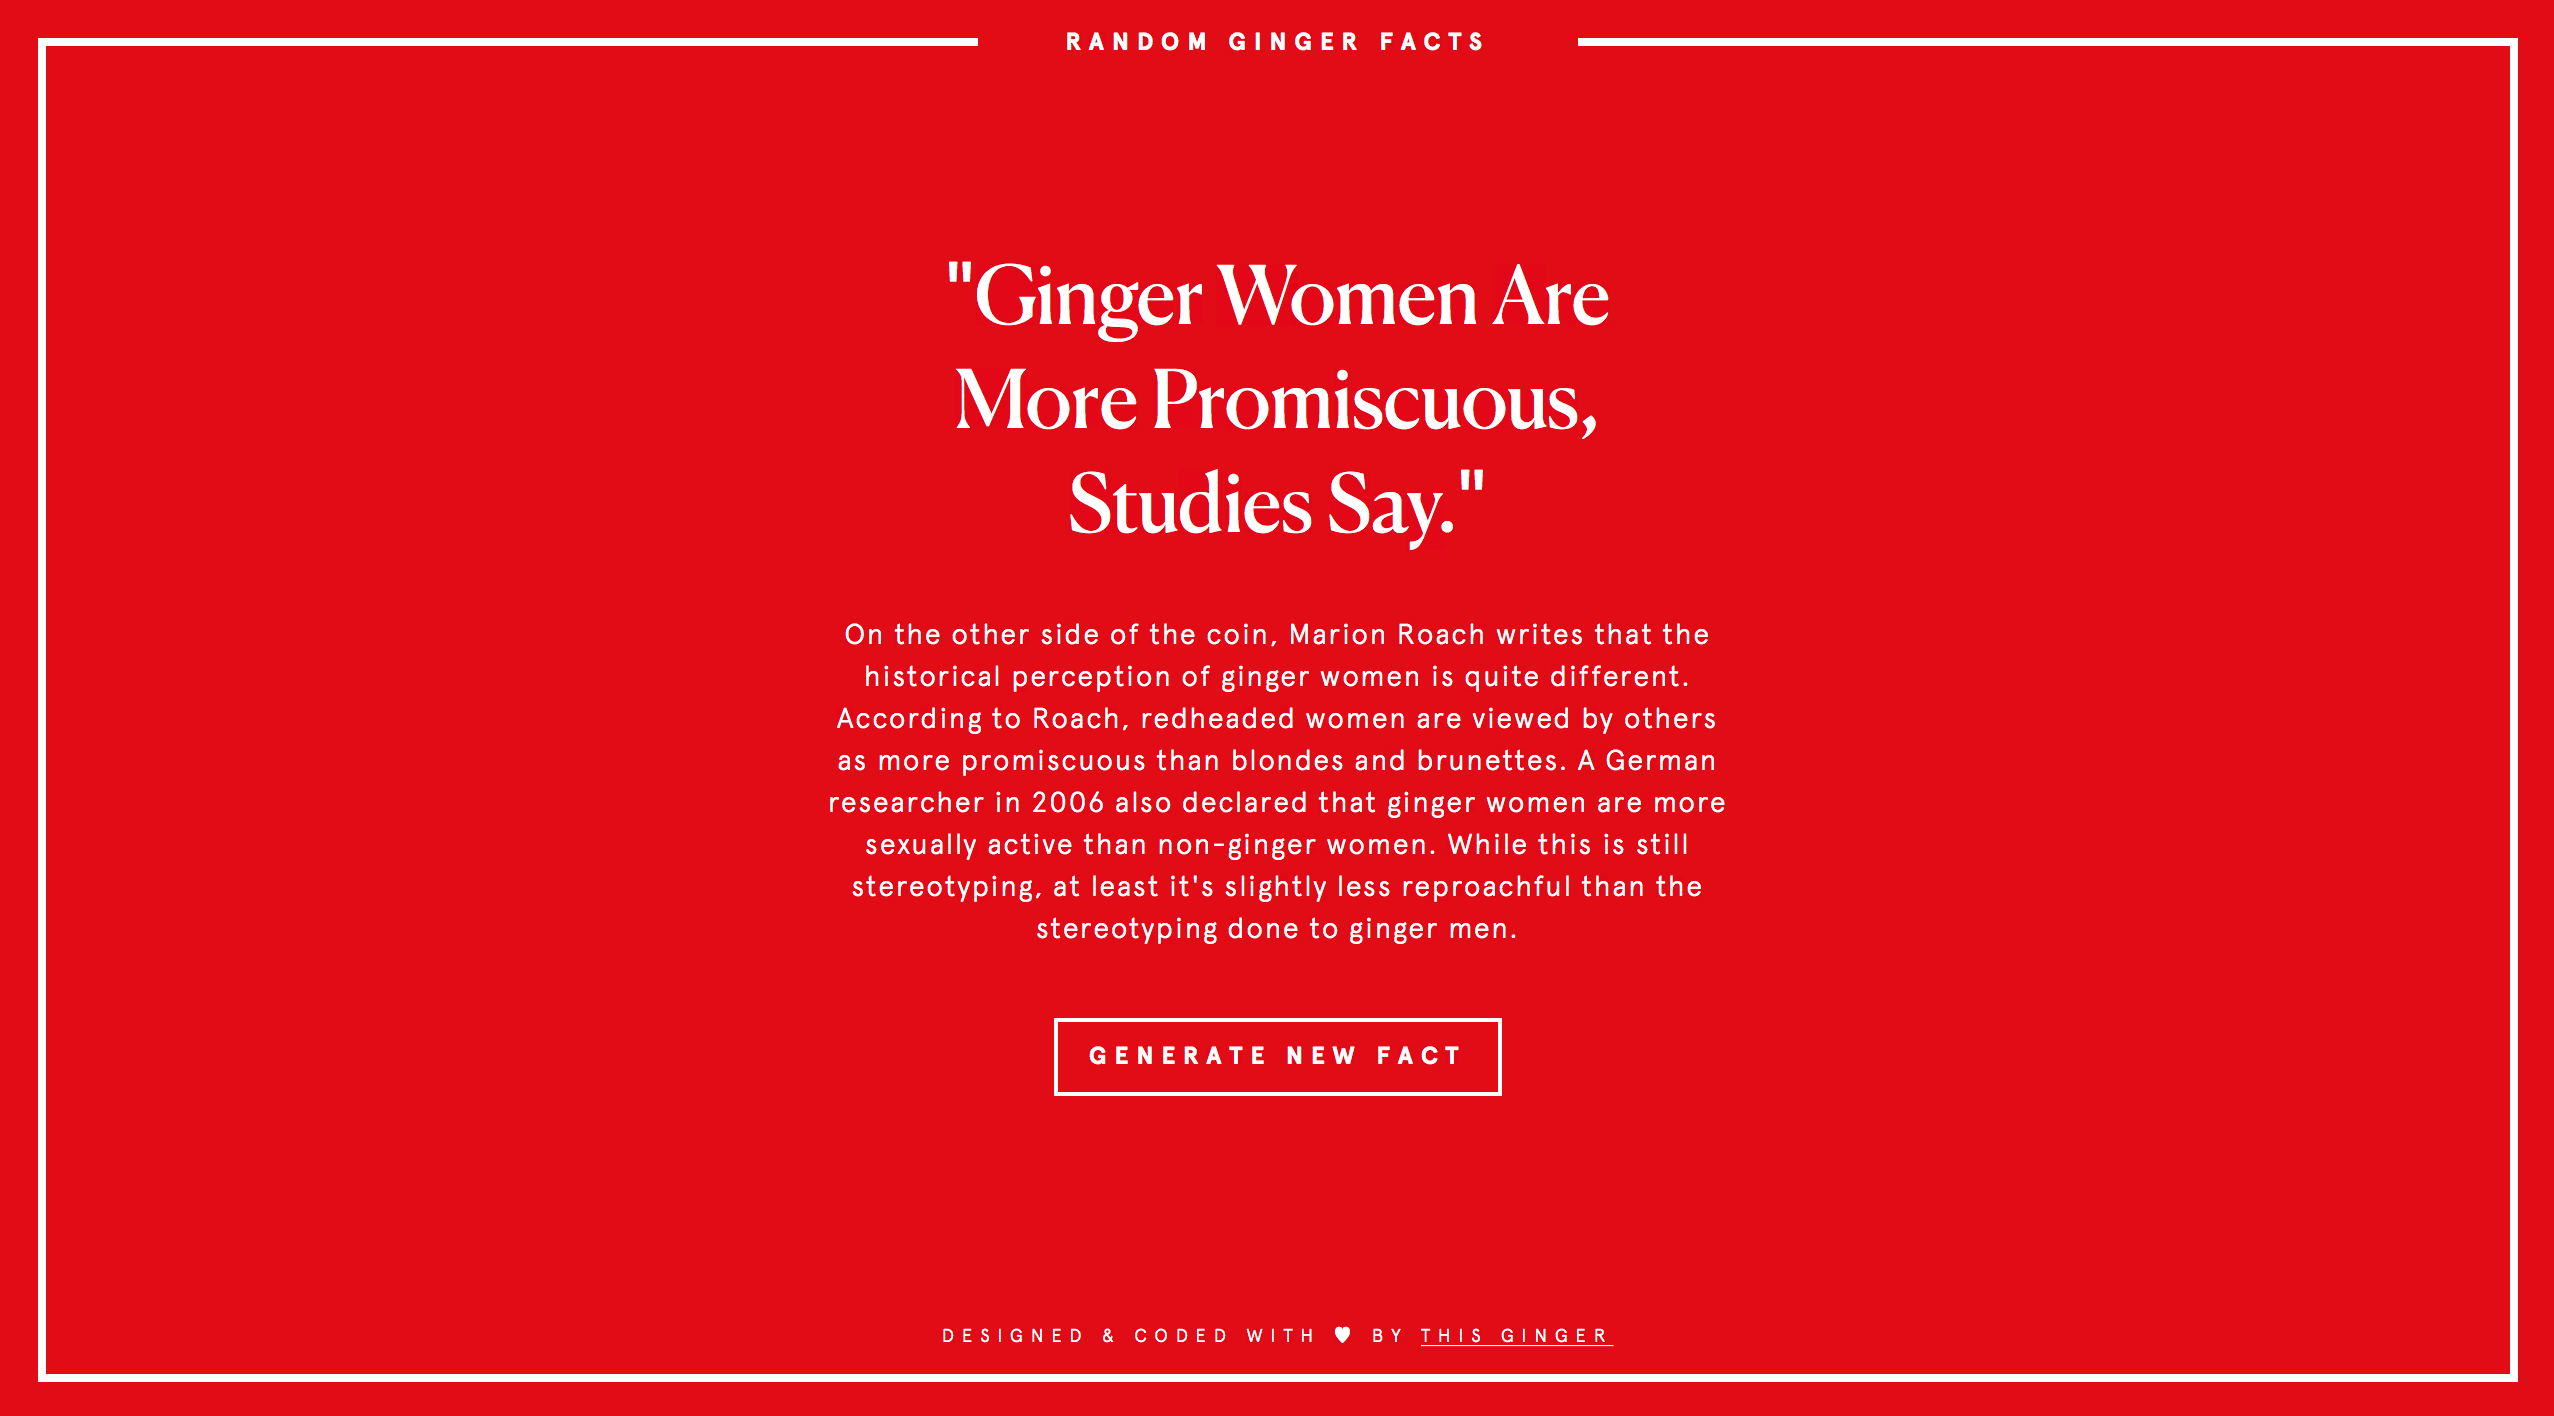 RANDOM GINGER FACTS
"Ginger Women Are
More Promiscuous,
Studies Say."
On the other side of the coin, Marion Roach writes that the
historical perception of ginger women is quite different.
According to Roach, redheaded women are viewed by others
as more promiscuous than blondes and brunettes. A German
researcher in 2006 also declared that ginger women are more
sexually active than non-ginger women. While this is still
stereotyping, at least it's slightly less reproachful than the
stereotyping done to ginger men.
GENERATE NEW FACT
DESIGNED & CODED WITH ♥ BY THIS GINGER